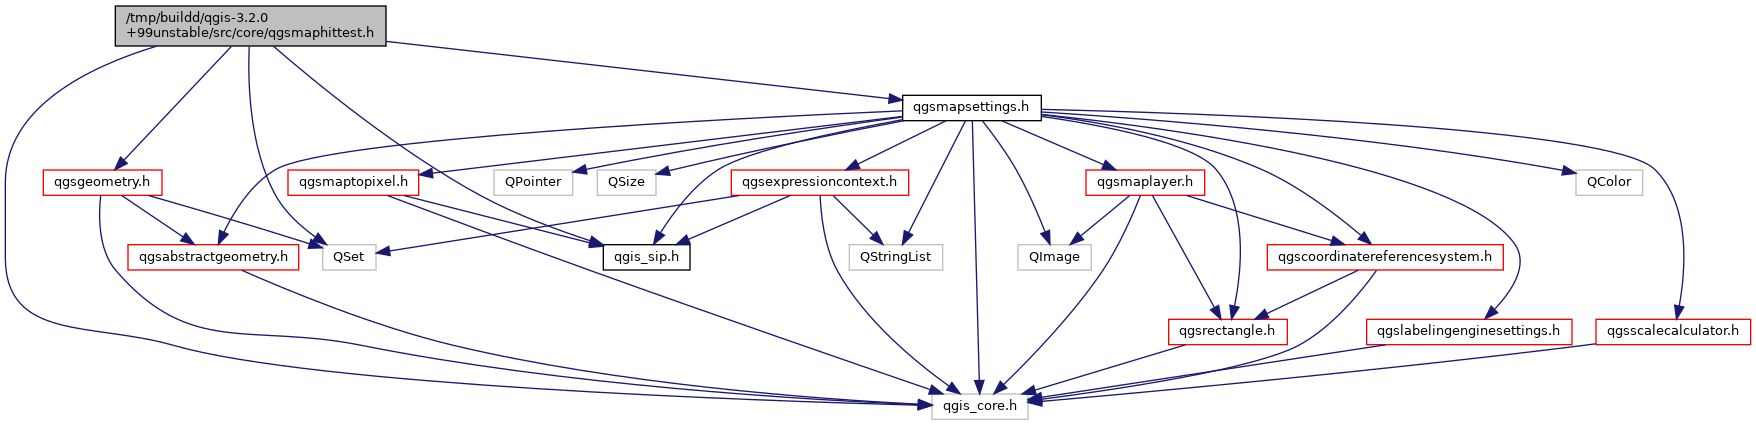 /tmp/buildd/qgis-3.2.0
+99unstable/src/core/qgsmaphittest.h
qgsmapsettings.h
qgsgeometry.h
qgsmaptopixel.h
QPointer
QSize
qgsexpressioncontext.h
qgsmaplayer.h
QColor
qgsabstractgeometry.h
QSet
qgis_sip.h
QStringList
QImage
qgscoordinatereferencesystem.h
qgsrectangle.h
qgslabelingenginesettings.h
qgsscalecalculator.h
qgis_core.h